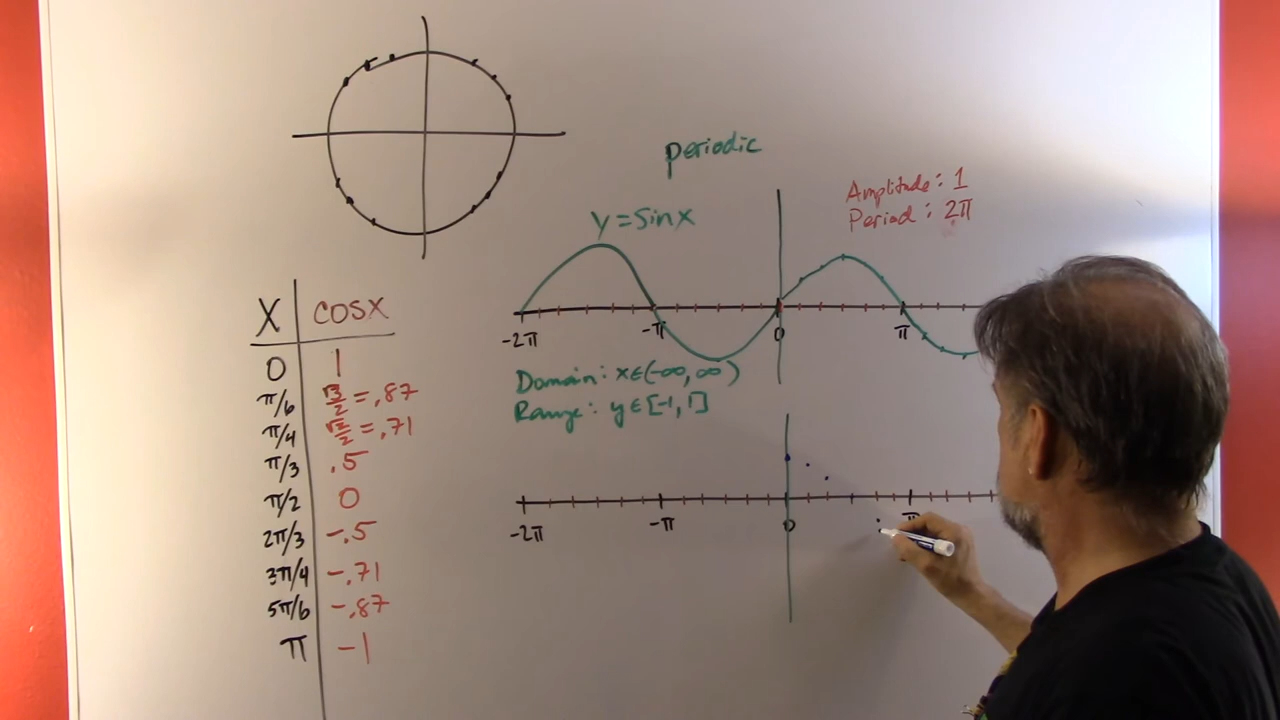 periodic
Amplitude: 1
Period: 2π
y = sin x
-2π -π 0 π
Domain: x∈(-∞, ∞)
Range: y∈[-1, 1]
x cosx
0 1
π/6 √3/2 = .87
π/4 √2/2 = .71
π/3 .5
π/2 0
2π/3 -.5
3π/4 -.71
5π/6 -.87
π -1
-2π -π 0 π